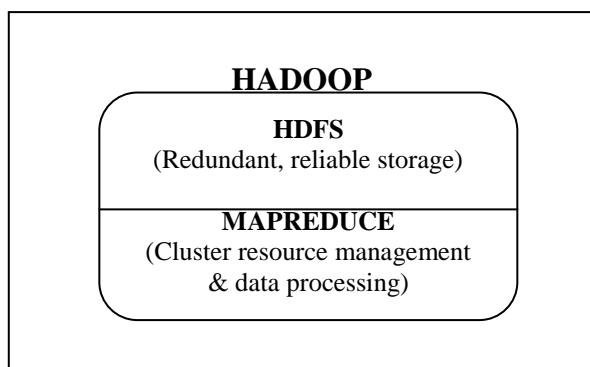 HADOOP
HDFS
(Redundant, reliable storage)
MAPREDUCE
(Cluster resource management
& data processing)